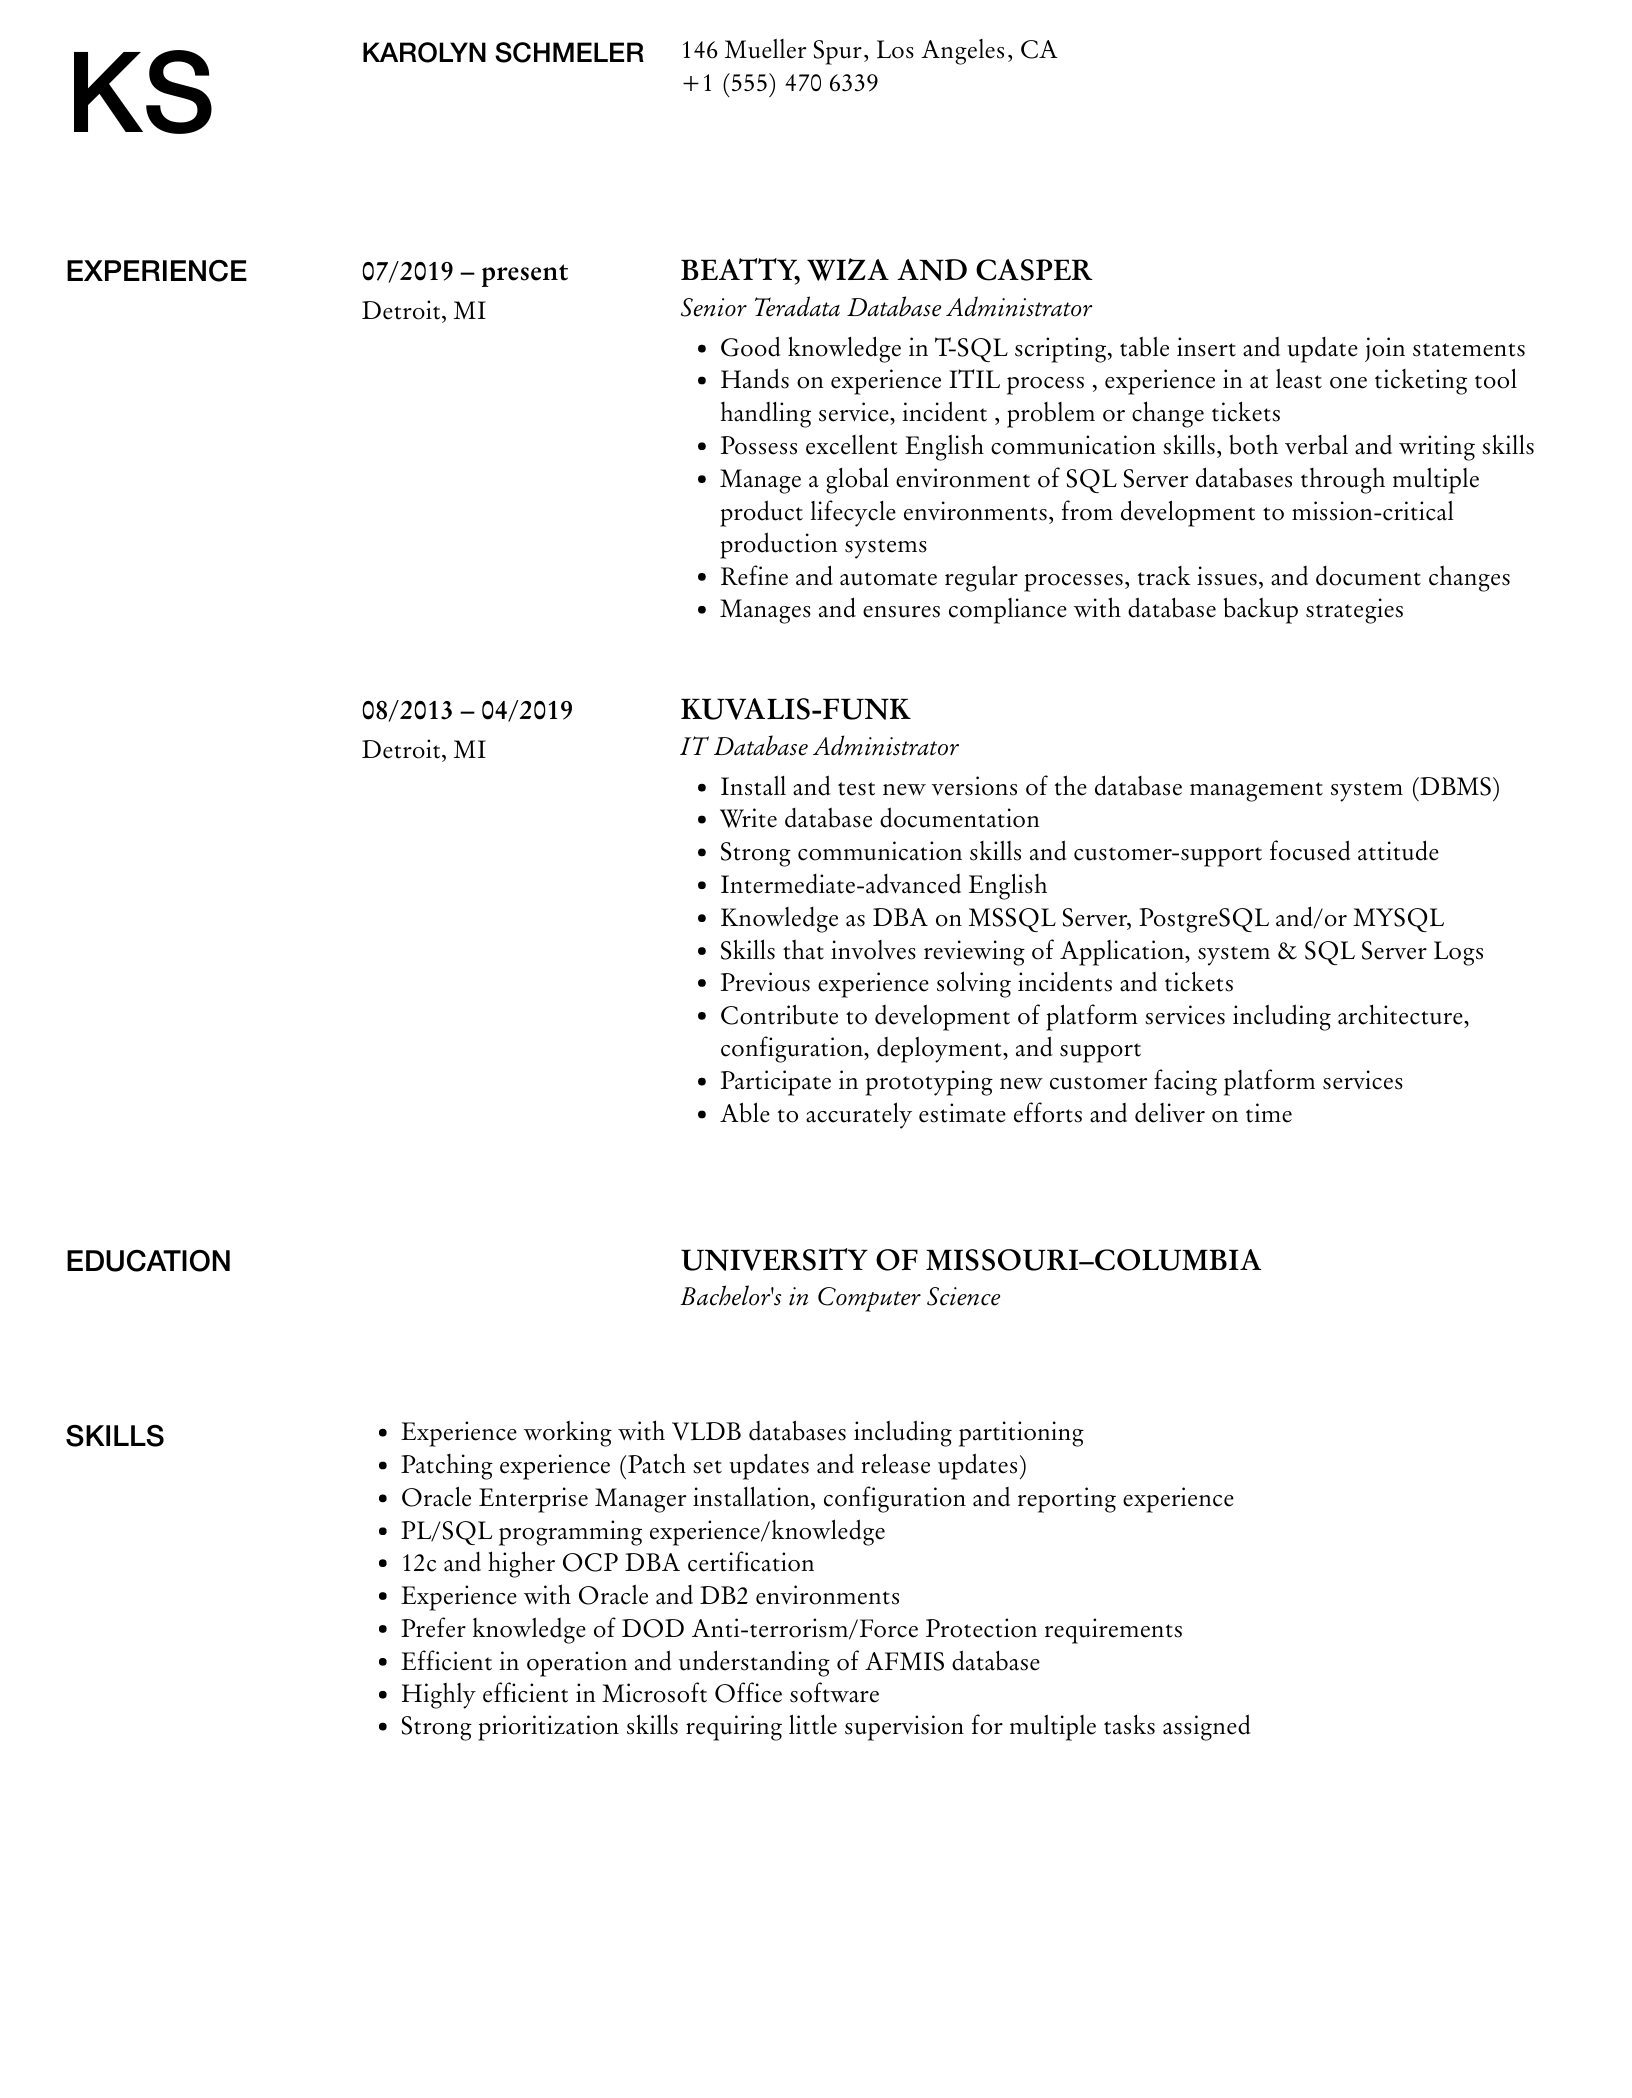 KS
KAROLYN SCHMELER
146 Mueller Spur, Los Angeles, CA
+1 (555) 470 6339
EXPERIENCE
07/2019 – present
Detroit, MI
BEATTY, WIZA AND CASPER
Senior Teradata Database Administrator
• Good knowledge in T-SQL scripting, table insert and update join statements
• Hands on experience ITIL process , experience in at least one ticketing tool
handling service, incident , problem or change tickets
• Possess excellent English communication skills, both verbal and writing skills
• Manage a global environment of SQL Server databases through multiple
product lifecycle environments, from development to mission-critical
production systems
• Refine and automate regular processes, track issues, and document changes
• Manages and ensures compliance with database backup strategies
08/2013 – 04/2019
Detroit, MI
KUVALIS-FUNK
IT Database Administrator
• Install and test new versions of the database management system (DBMS)
• Write database documentation
• Strong communication skills and customer-support focused attitude
• Intermediate-advanced English
• Knowledge as DBA on MSSQL Server, PostgreSQL and/or MYSQL
• Skills that involves reviewing of Application, system & SQL Server Logs
• Previous experience solving incidents and tickets
• Contribute to development of platform services including architecture,
configuration, deployment, and support
• Participate in prototyping new customer facing platform services
• Able to accurately estimate efforts and deliver on time
EDUCATION
UNIVERSITY OF MISSOURI–COLUMBIA
Bachelor's in Computer Science
SKILLS
• Experience working with VLDB databases including partitioning
• Patching experience (Patch set updates and release updates)
• Oracle Enterprise Manager installation, configuration and reporting experience
• PL/SQL programming experience/knowledge
• 12c and higher OCP DBA certification
• Experience with Oracle and DB2 environments
• Prefer knowledge of DOD Anti-terrorism/Force Protection requirements
• Efficient in operation and understanding of AFMIS database
• Highly efficient in Microsoft Office software
• Strong prioritization skills requiring little supervision for multiple tasks assigned